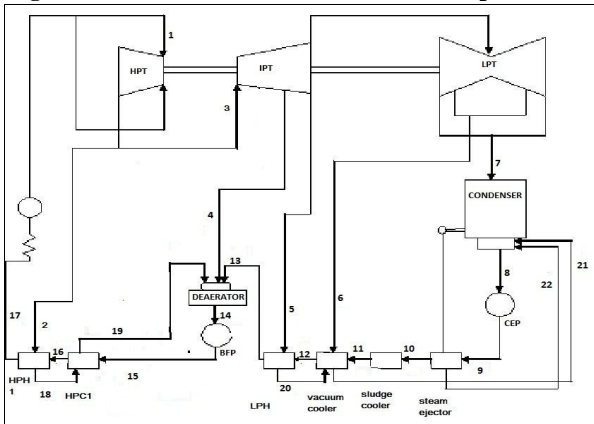 1
HPT
IPT
LPT
3
7
CONDENSER
4
13
21
22
8
DEAERATOR
14
5
6
17
2
19
CEP
BFP
16
15
12
11
10
9
HPH
1
18
HPC1
20
LPH
vacuum
cooler
sludge
cooler
steam
ejector